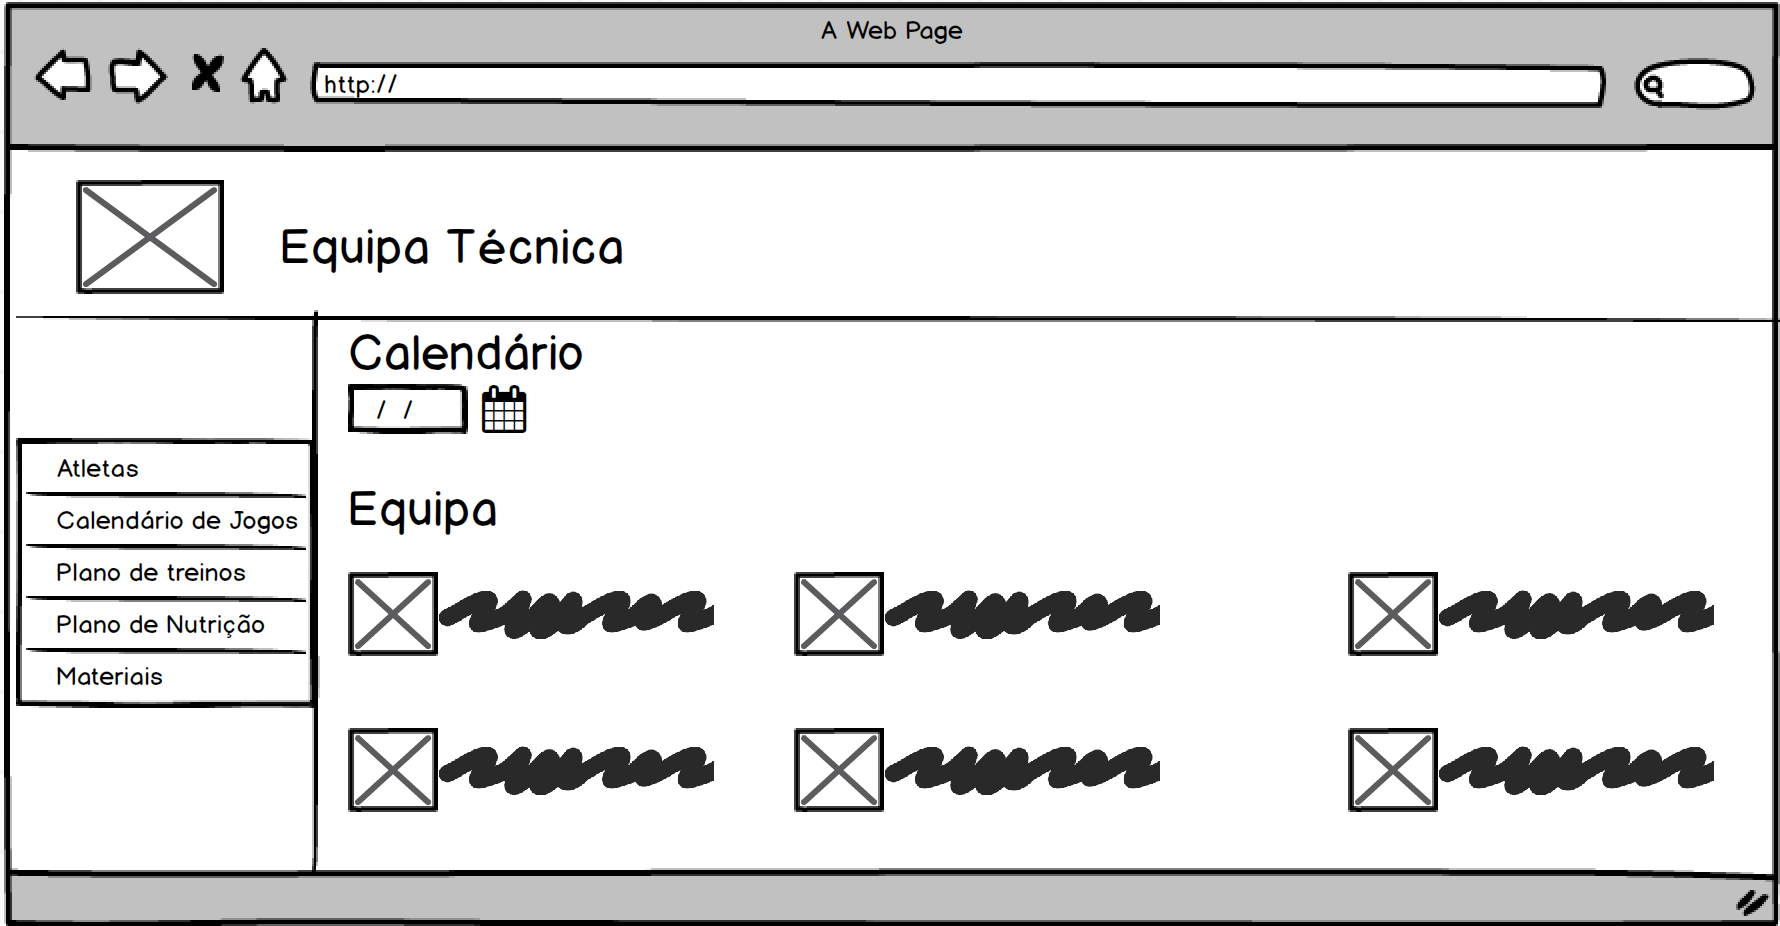 A Web Page
http://
Equipa Técnica
Calendário
/ /
Atletas
Calendário de Jogos
Plano de treinos
Plano de Nutrição
Materiais
Equipa